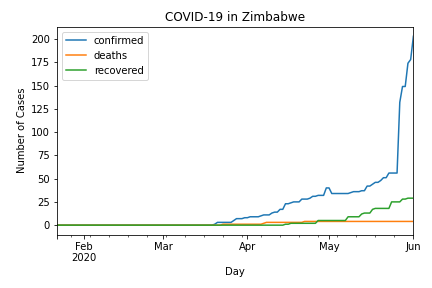 COVID-19 in Zimbabwe
confirmed
deaths
recovered
Number of Cases
200
175
150
125
100
75
50
25
0
Feb
2020
Mar
Apr
May
Jun
Day